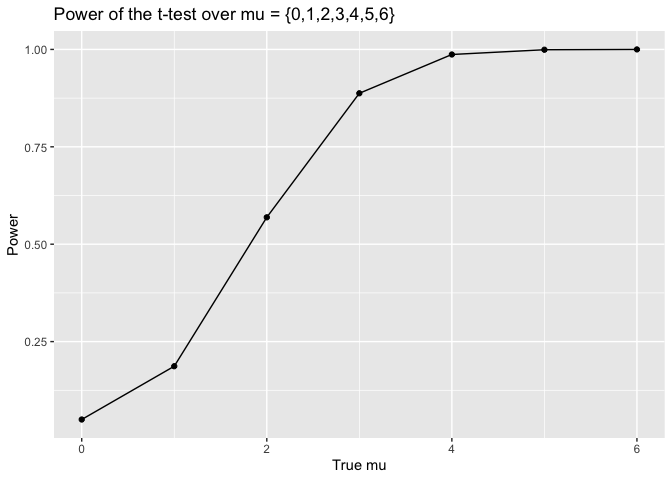 Power of the t-test over mu = {0,1,2,3,4,5,6}
1.00
0.75
0.50
0.25
Power
0 2 4 6
True mu